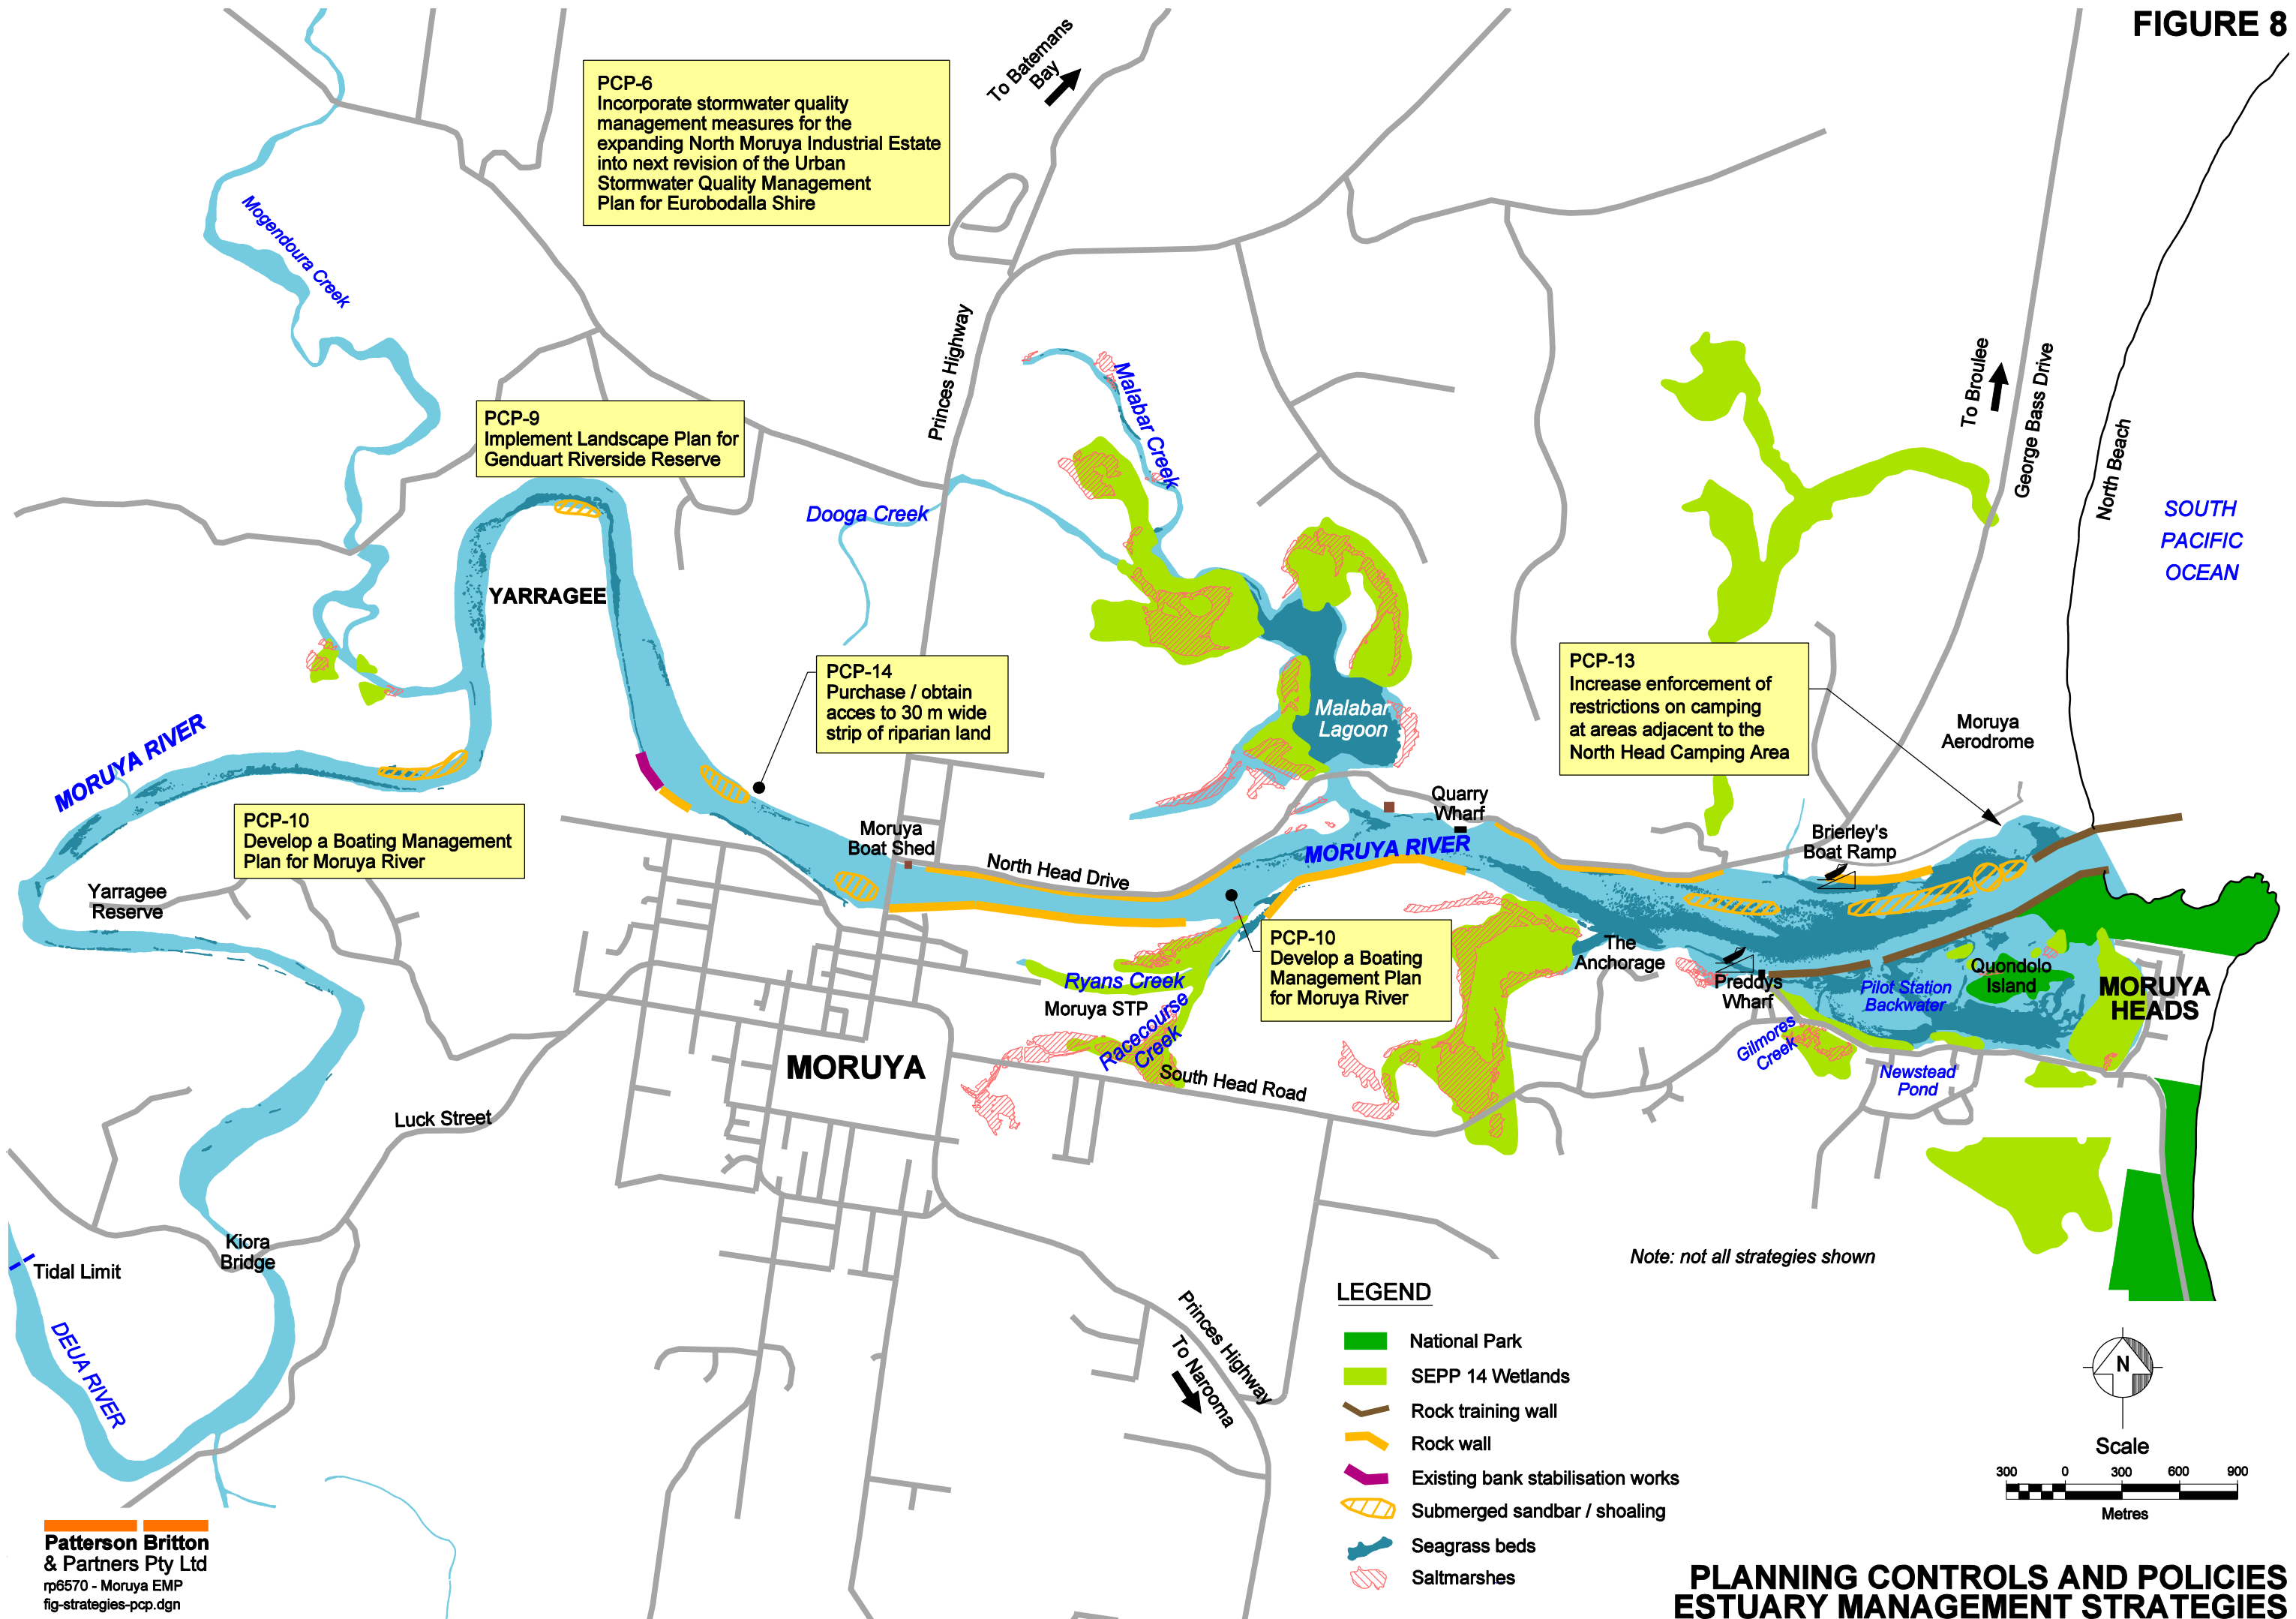 FIGURE 8
To Batemans
Bay
PCP-6
Incorporate stormwater quality
management measures for the
expanding North Moruya Industrial Estate
into next revision of the Urban
Stormwater Quality Management
Plan for Eurobodalla Shire
Mogendoura Creek
Princes Highway
Malabar Creek
To Broulee
George Bass Drive
North Beach
PCP-9
Implement Landscape Plan for
Genduart Riverside Reserve
Dooga Creek
SOUTH
PACIFIC
OCEAN
YARRAGEE
PCP-14
Purchase / obtain
acces to 30 m wide
strip of riparian land
PCP-13
Increase enforcement of
restrictions on camping
at areas adjacent to the
North Head Camping Area
Malabar
Lagoon
Moruya
Aerodrome
MORUYA RIVER
PCP-10
Develop a Boating Management
Plan for Moruya River
Quarry
Wharf
Moruya
Boat Shed
Brierley's
Boat Ramp
MORUYA RIVER
North Head Drive
Yarragee
Reserve
PCP-10
Develop a Boating
Management Plan
for Moruya River
The
Anchorage
Ryans Creek
Moruya STP
Racecourse
Creek
Preddys
Wharf
Pilot Station
Backwater
Quondolo
Island
MORUYA
HEADS
Gilmores
Creek
Newstead
Pond
MORUYA
South Head Road
Luck Street
Kiora
Bridge
Tidal Limit
DEUA RIVER
Princes Highway
To Narooma
Note: not all strategies shown
LEGEND
National Park
SEPP 14 Wetlands
Rock training wall
Rock wall
Existing bank stabilisation works
Submerged sandbar / shoaling
Seagrass beds
Saltmarshes
N
Scale
300 0 300 600 900
Metres
Patterson Britton
& Partners Pty Ltd
rp6570 - Moruya EMP
fig-strategies-pcp.dgn
PLANNING CONTROLS AND POLICIES
ESTUARY MANAGEMENT STRATEGIES